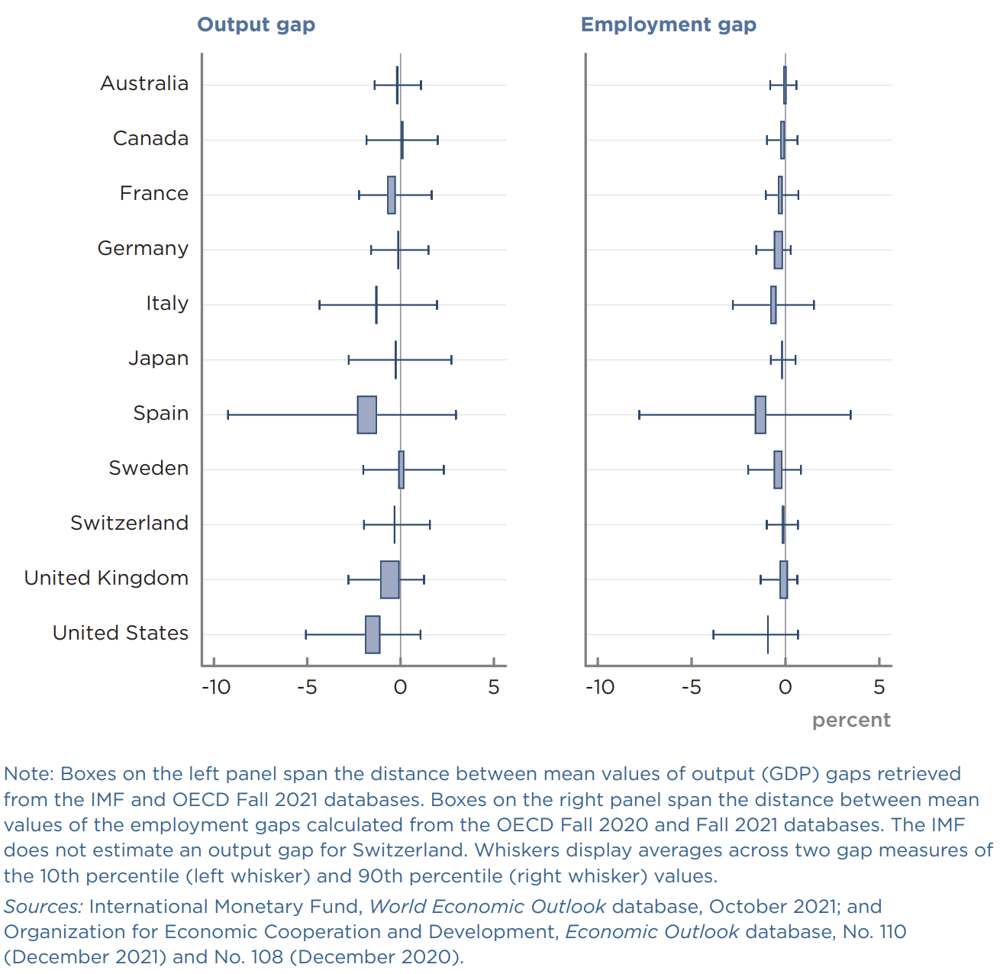 Output gap
Employment gap
Australia
Canada
France
Germany
Italy
Japan
Spain
Sweden
Switzerland
United Kingdom
United States
-10 -5 0 5
-10 -5 0 5
percent
Note: Boxes on the left panel span the distance between mean values of output (GDP) gaps retrieved
from the IMF and OECD Fall 2021 databases. Boxes on the right panel span the distance between mean
values of the employment gaps calculated from the OECD Fall 2020 and Fall 2021 databases. The IMF
does not estimate an output gap for Switzerland. Whiskers display averages across two gap measures of
the 10th percentile (left whisker) and 90th percentile (right whisker) values.
Sources: International Monetary Fund, World Economic Outlook database, October 2021; and
Organization for Economic Cooperation and Development, Economic Outlook database, No. 110
(December 2021) and No. 108 (December 2020).